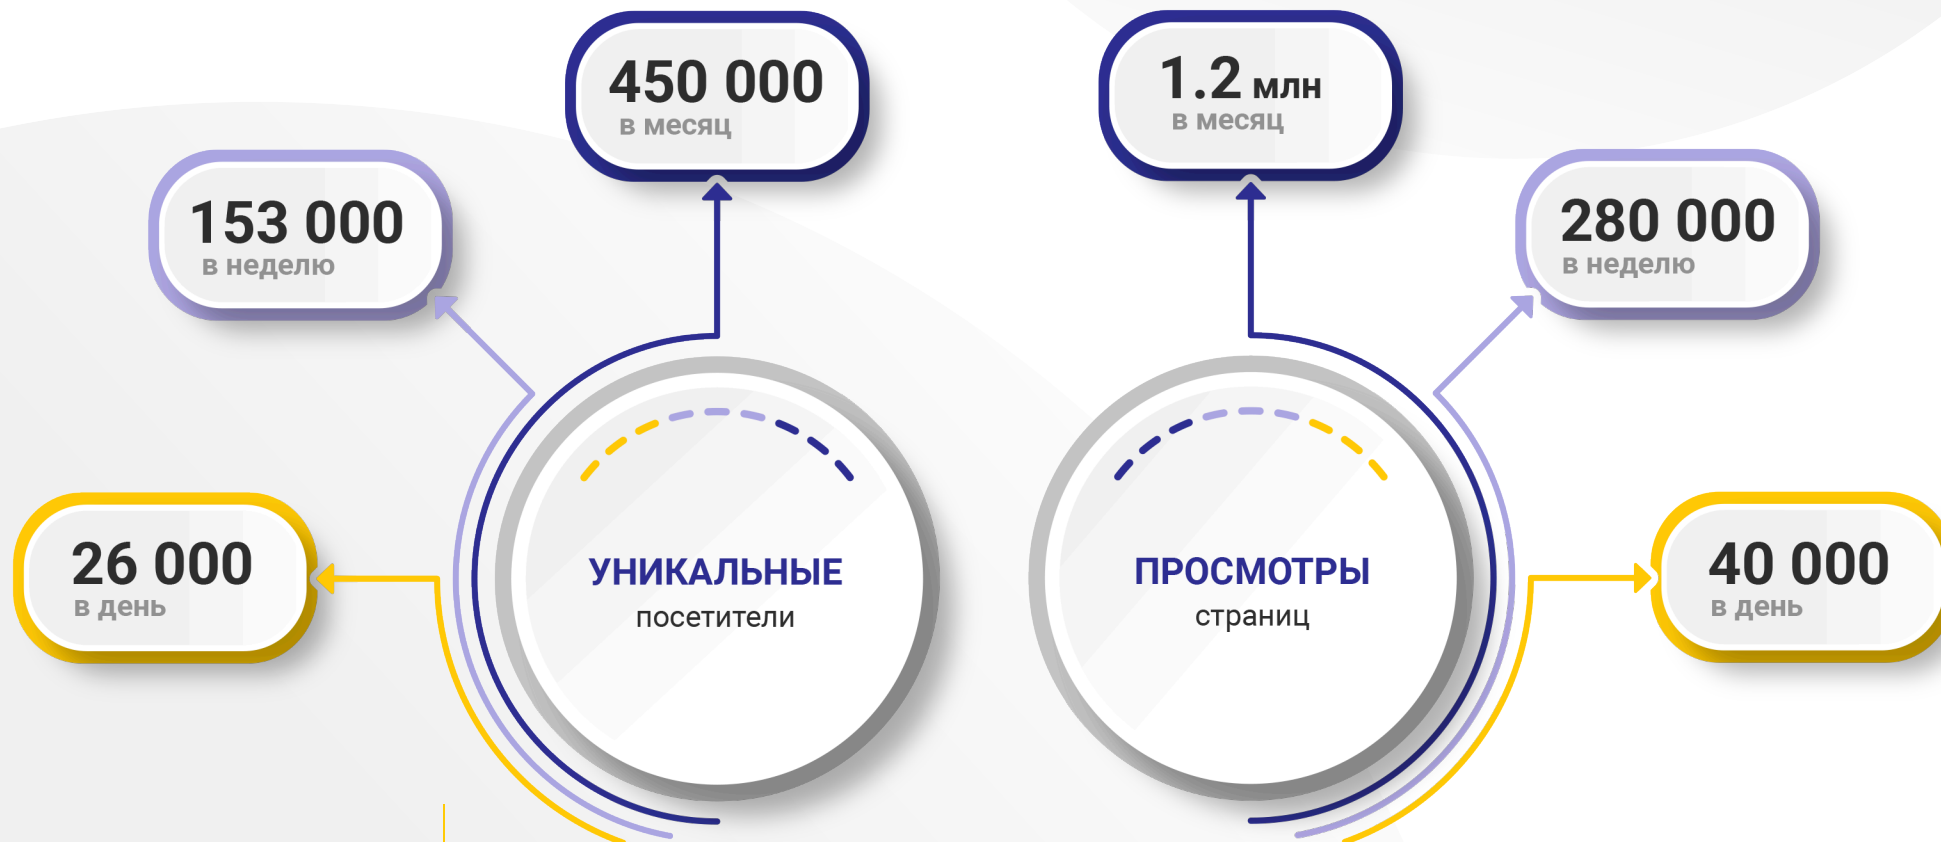 450 000
в месяц
153 000
в неделю
26 000
в день
УНИКАЛЬНЫЕ
посетители
1.2 млн
в месяц
280 000
в неделю
40 000
в день
ПРОСМОТРЫ
страниц